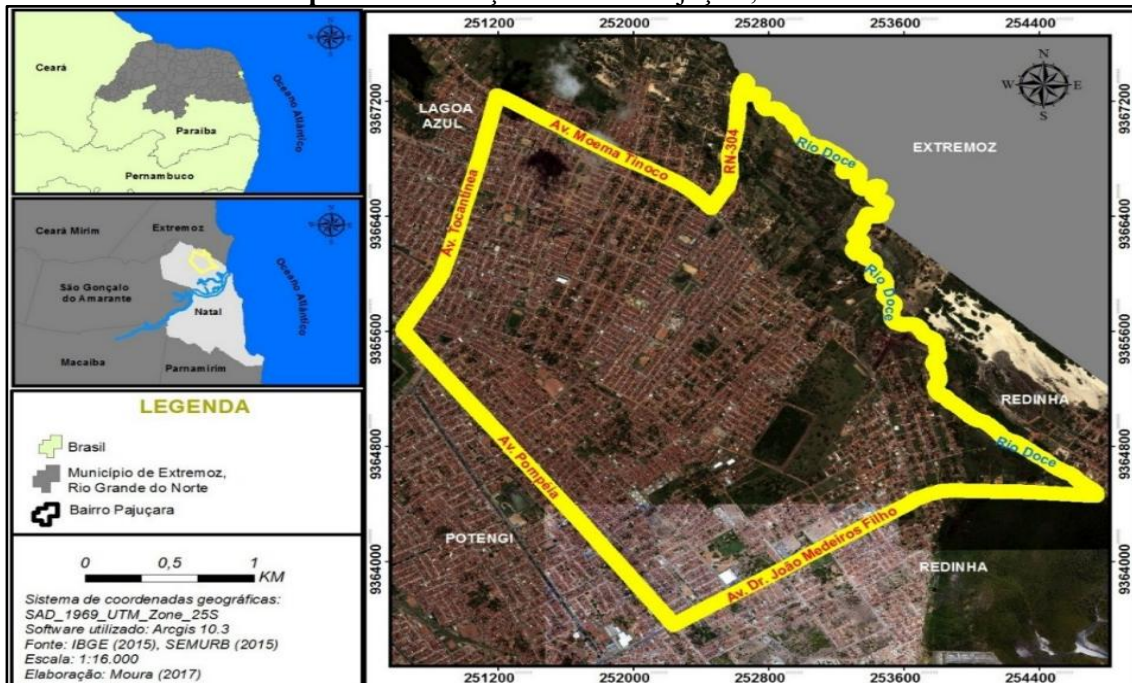 Ceará
Paraíba
Pernambuco
Oceano Atlântico
Ceará Mirim
Extremoz
São Gonçalo
do Amarante
Natal
Macaíba
Parnamirim
Oceano Atlântico
LEGENDA
Brasil
Município de Extremoz,
Rio Grande do Norte
Bairro Pajuçara
0 0,5 1
KM
Sistema de coordenadas geográficas:
SAD_1969_UTM_Zone_25S
Software utilizado: Arcgis 10.3
Fonte: IBGE (2015), SEMURB (2015)
Escala: 1:16.000
Elaboração: Moura (2017)
251200 252000 252800 253600 254400
9367200
9366400
9365600
9364800
9364000
N
W E
S
LAGOA
AZUL
Av. Moema Tinoco
RN-304
Rio Doce
EXTREMOZ
Av. Tocantínea
Rio Doce
REDINHA
Rio Doce
Av. Pompéia
POTENGI
Av. Dr. João Medeiros Filho
REDINHA
9367200
9366400
9365600
9364800
9364000
251200 252000 252800 253600 254400